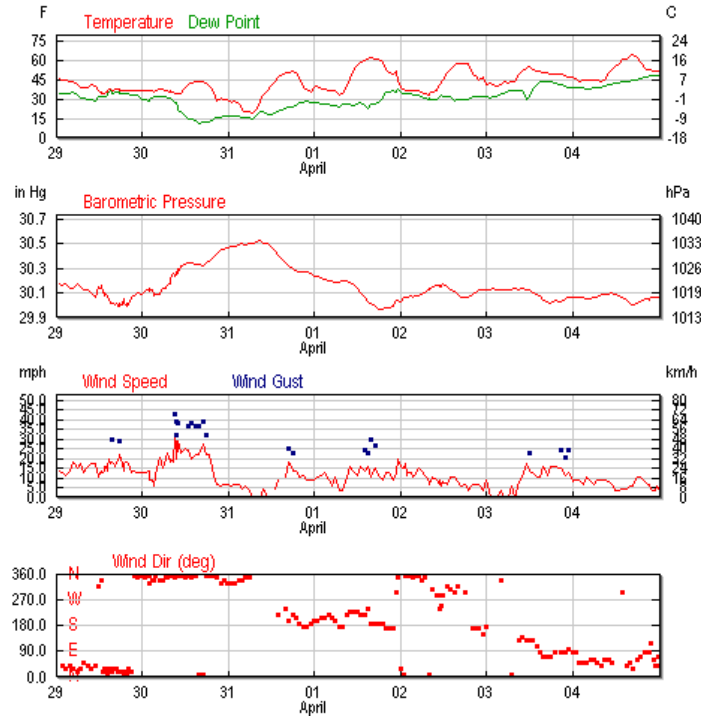 F C
Temperature Dew Point
75 24
60 16
45 7
30 -1
15 -9
0 -18
29 30 31 01 02 03 04
April
in Hg hPa
Barometric Pressure
30.7 1040
30.5 1033
30.3 1026
30.1 1019
29.9 1013
29 30 31 01 02 03 04
April
mph km/h
Wind Speed Wind Gust
50.0 80
45.0 72
40.0 64
35.0 56
30.0 48
25.0 40
20.0 32
15.0 24
10.0 16
5.0 8
0.0 0
29 30 31 01 02 03 04
April
Wind Dir (deg)
360.0 N
270.0 W
180.0 S
90.0 E
0.0 N
29 30 31 01 02 03 04
April